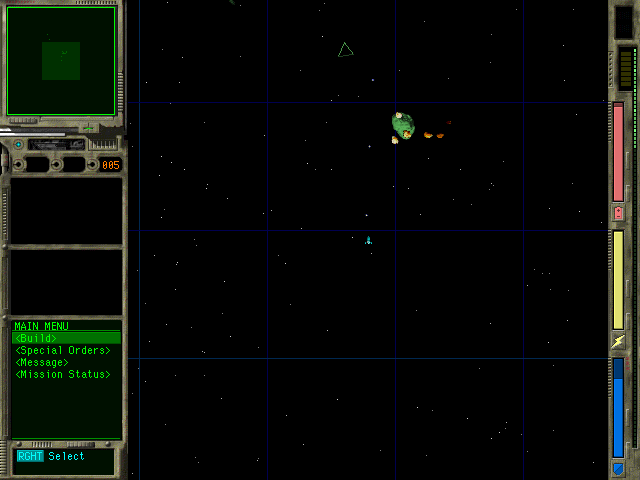 005
MAIN MENU
<Build>
<Special Orders>
<Message>
<Mission Status>
RGHT Select